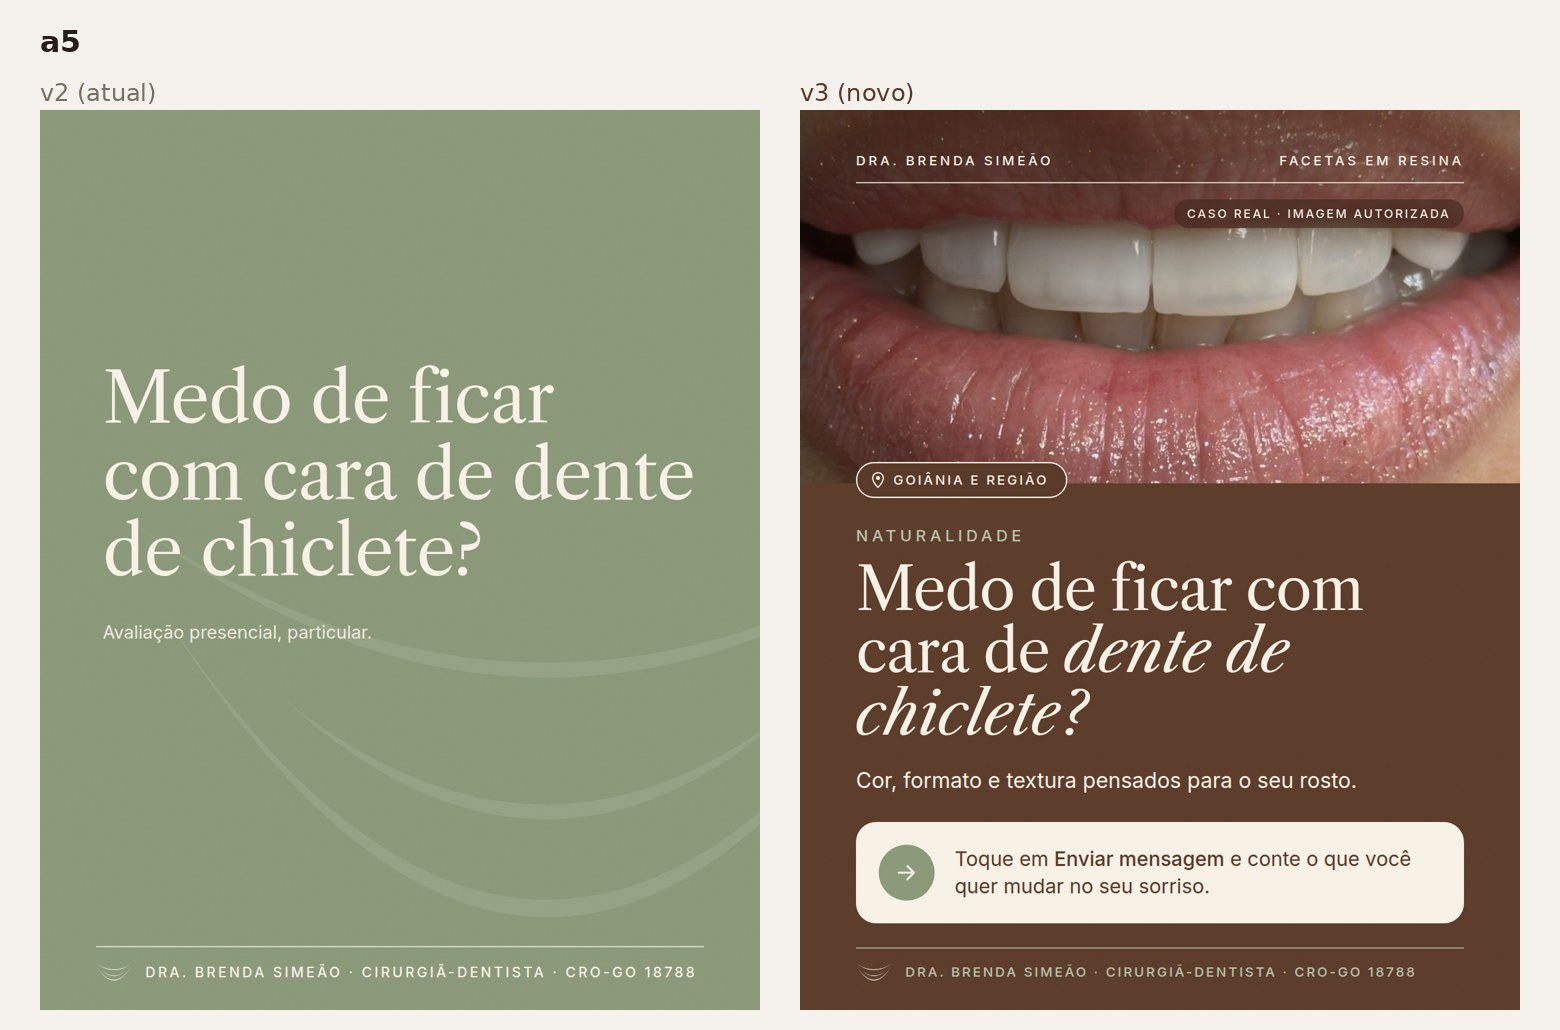 a5
v2 (atual)
Medo de ficar
com cara de dente
de chiclete?
Avaliação presencial, particular.
DRA. BRENDA SIMEÃO · CIRURGIÃ-DENTISTA · CRO-GO 18788
v3 (novo)
DRA. BRENDA SIMEÃO
FACETAS EM RESINA
CASO REAL · IMAGEM AUTORIZADA
GOIÂNIA E REGIÃO
NATURALIDADE
Medo de ficar com
cara de dente de
chiclete?
Cor, formato e textura pensados para o seu rosto.
Toque em Enviar mensagem e conte o que você
quer mudar no seu sorriso.
DRA. BRENDA SIMEÃO · CIRURGIÃ-DENTISTA · CRO-GO 18788